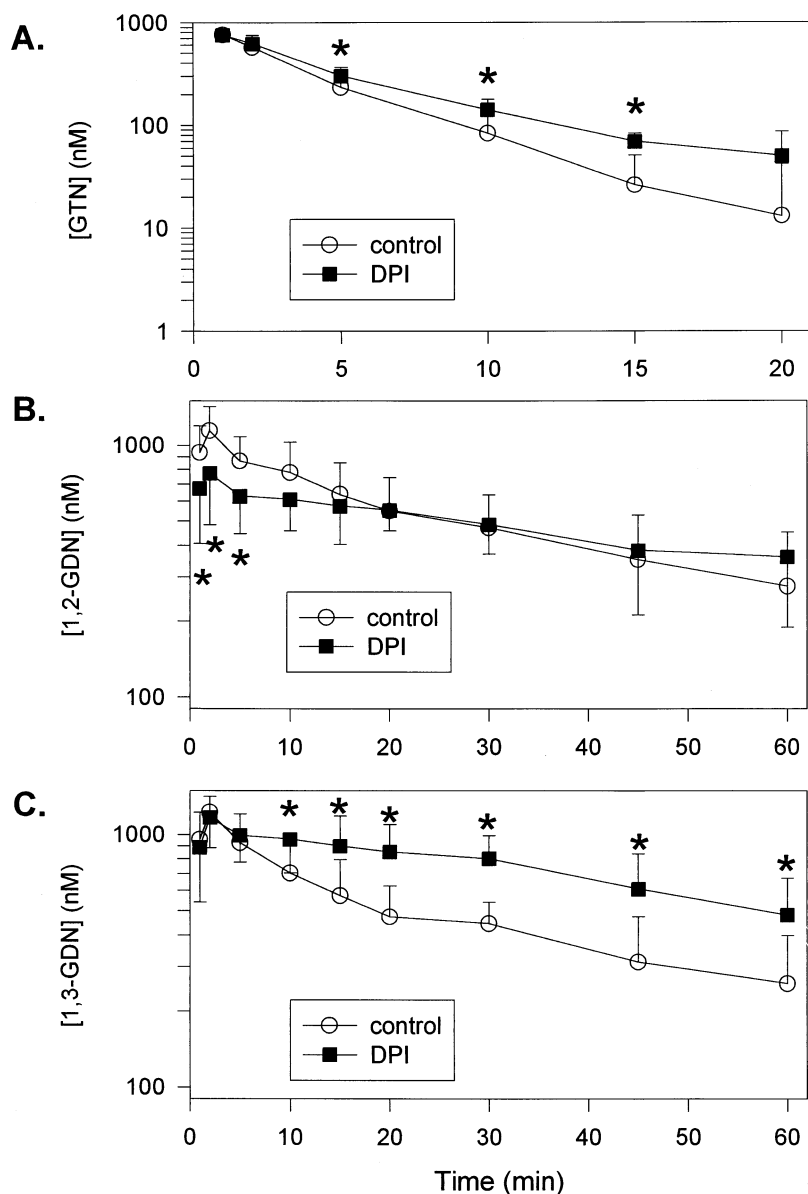 A.
[GTN] (nM)
1000
100
10
1
* * *
control
DPI
0 5 10 15 20
B.
[1,2-GDN] (nM)
1000
100
* * *
control
DPI
0 10 20 30 40 50 60
C.
[1,3-GDN] (nM)
1000
100
* * * * * *
control
DPI
0 10 20 30 40 50 60
Time (min)